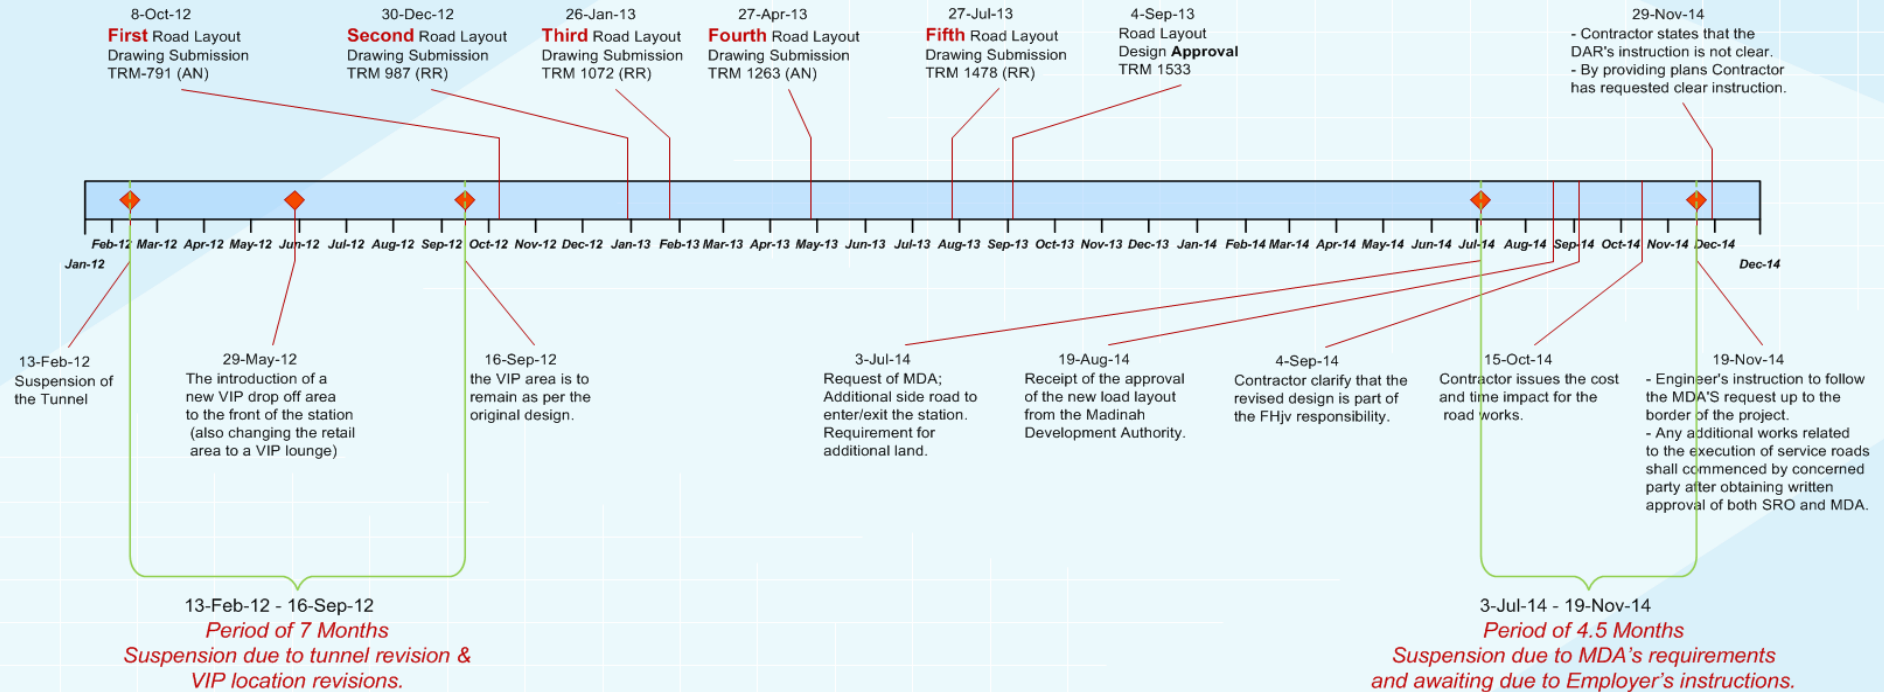 8-Oct-12
First Road Layout
Drawing Submission
TRM-791 (AN)
30-Dec-12
Second Road Layout
Drawing Submission
TRM 987 (RR)
26-Jan-13
Third Road Layout
Drawing Submission
TRM 1072 (RR)
27-Apr-13
Fourth Road Layout
Drawing Submission
TRM 1263 (AN)
27-Jul-13
Fifth Road Layout
Drawing Submission
TRM 1478 (RR)
4-Sep-13
Road Layout
Design Approval
TRM 1533
29-Nov-14
- Contractor states that the
DAR's instruction is not clear.
- By providing plans Contractor
has requested clear instruction.
Feb-12 Mar-12 Apr-12 May-12 Jun-12 Jul-12 Aug-12 Sep-12 Oct-12 Nov-12 Dec-12 Jan-13 Feb-13 Mar-13 Apr-13 May-13 Jun-13 Jul-13 Aug-13 Sep-13 Oct-13 Nov-13 Dec-13 Jan-14 Feb-14 Mar-14 Apr-14 May-14 Jun-14 Jul-14 Aug-14 Sep-14 Oct-14 Nov-14 Dec-14
Jan-12 Dec-14
13-Feb-12
Suspension of
the Tunnel
29-May-12
The introduction of a
new VIP drop off area
to the front of the station
(also changing the retail
area to a VIP lounge)
16-Sep-12
the VIP area is to
remain as per the
original design.
3-Jul-14
Request of MDA;
Additional side road to
enter/exit the station.
Requirement for
additional land.
19-Aug-14
Receipt of the approval
of the new load layout
from the Madinah
Development Authority.
4-Sep-14
Contractor clarify that the
revised design is part of
the FHjv responsibility.
15-Oct-14
Contractor issues the cost
and time impact for the
road works.
19-Nov-14
- Engineer's instruction to follow
the MDA'S request up to the
border of the project.
- Any additional works related
to the execution of service roads
shall commenced by concerned
party after obtaining written
approval of both SRO and MDA.
13-Feb-12 - 16-Sep-12
Period of 7 Months
Suspension due to tunnel revision &
VIP location revisions.
3-Jul-14 - 19-Nov-14
Period of 4.5 Months
Suspension due to MDA's requirements
and awaiting due to Employer's instructions.